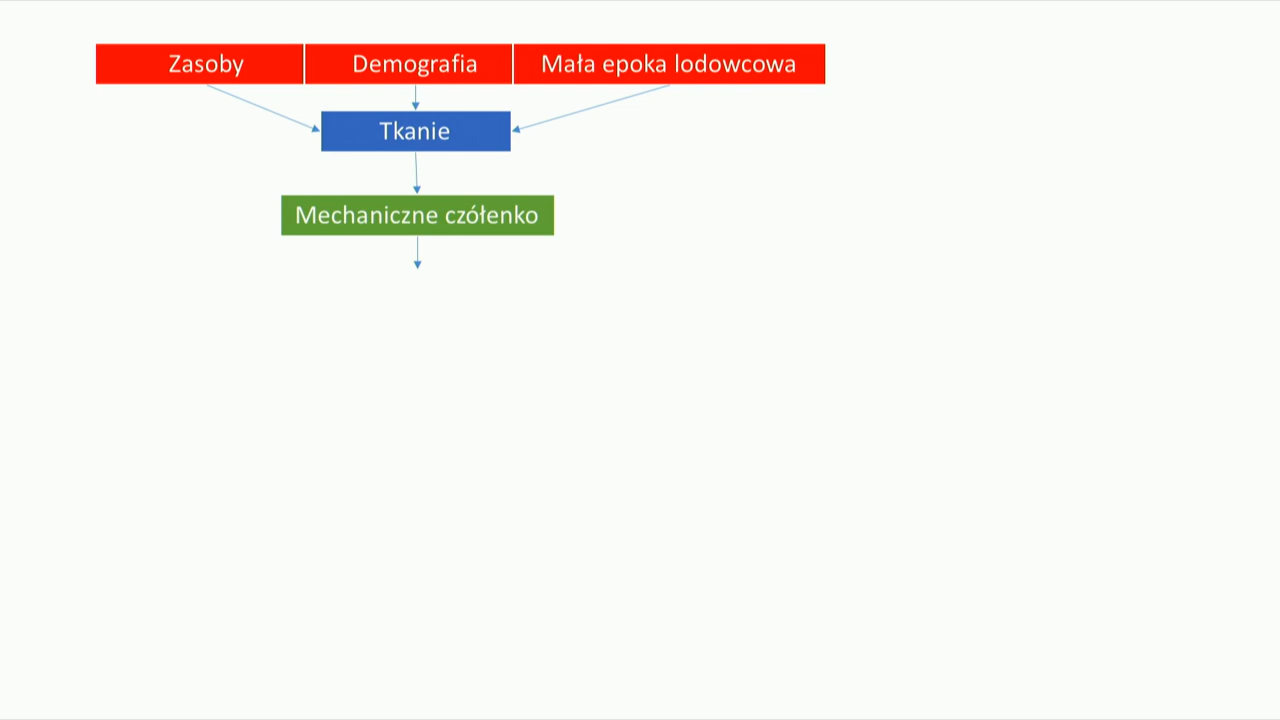 Zasoby
Demografia
Mała epoka lodowcowa
Tkanie
Mechaniczne czółenko